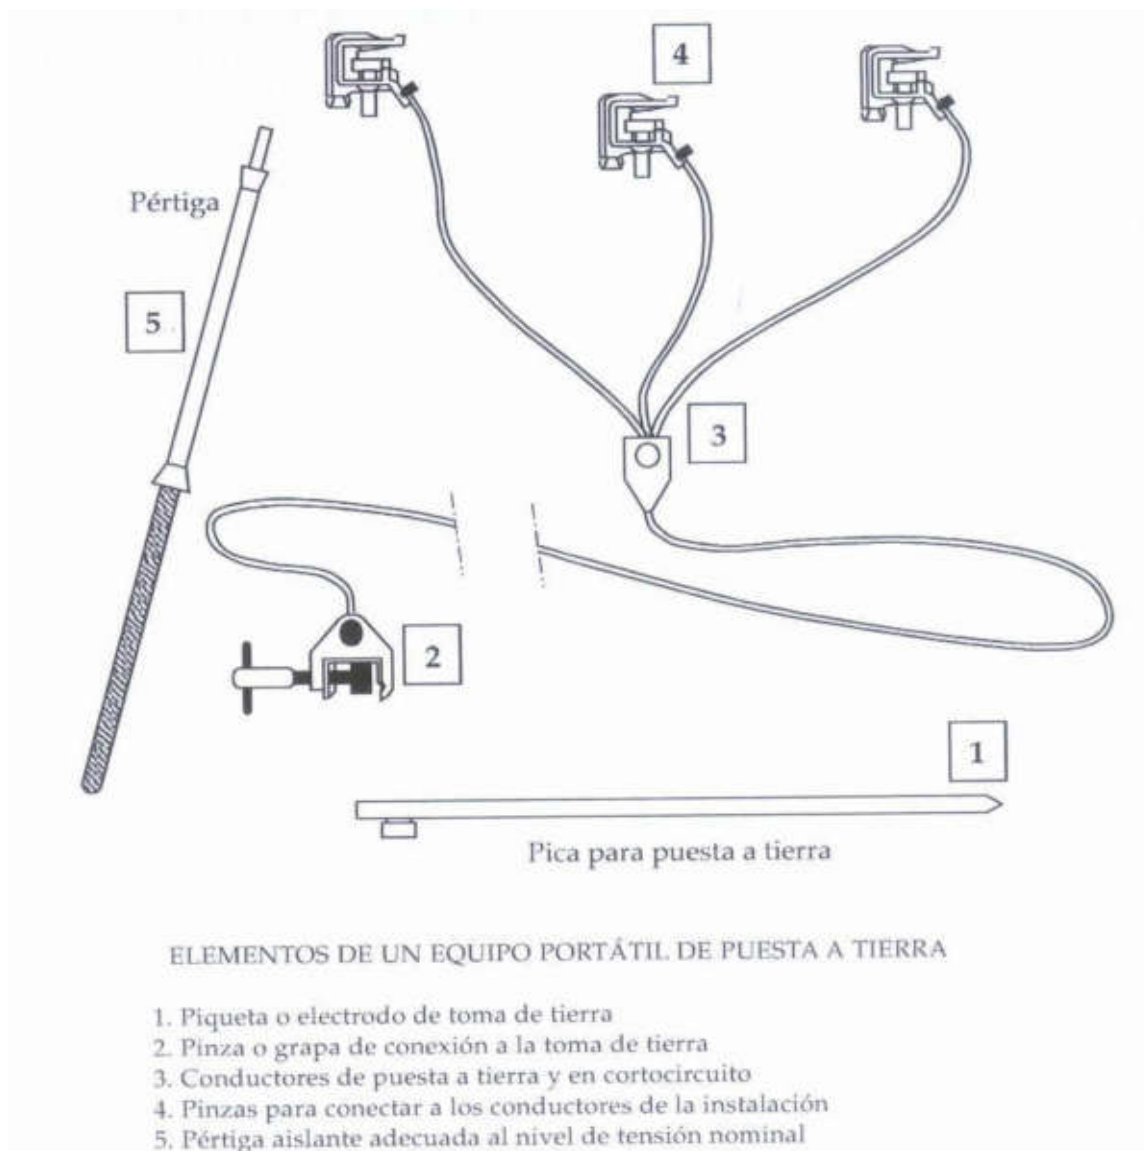 4
Pértiga
5
3
2
1
Pica para puesta a tierra
ELEMENTOS DE UN EQUIPO PORTÁTIL DE PUESTA A TIERRA
1. Piqueta o electrodo de toma de tierra
2. Pinza o grapa de conexión a la toma de tierra
3. Conductores de puesta a tierra y en cortocircuito
4. Pinzas para conectar a los conductores de la instalación
5. Pértiga aislante adecuada al nivel de tensión nominal